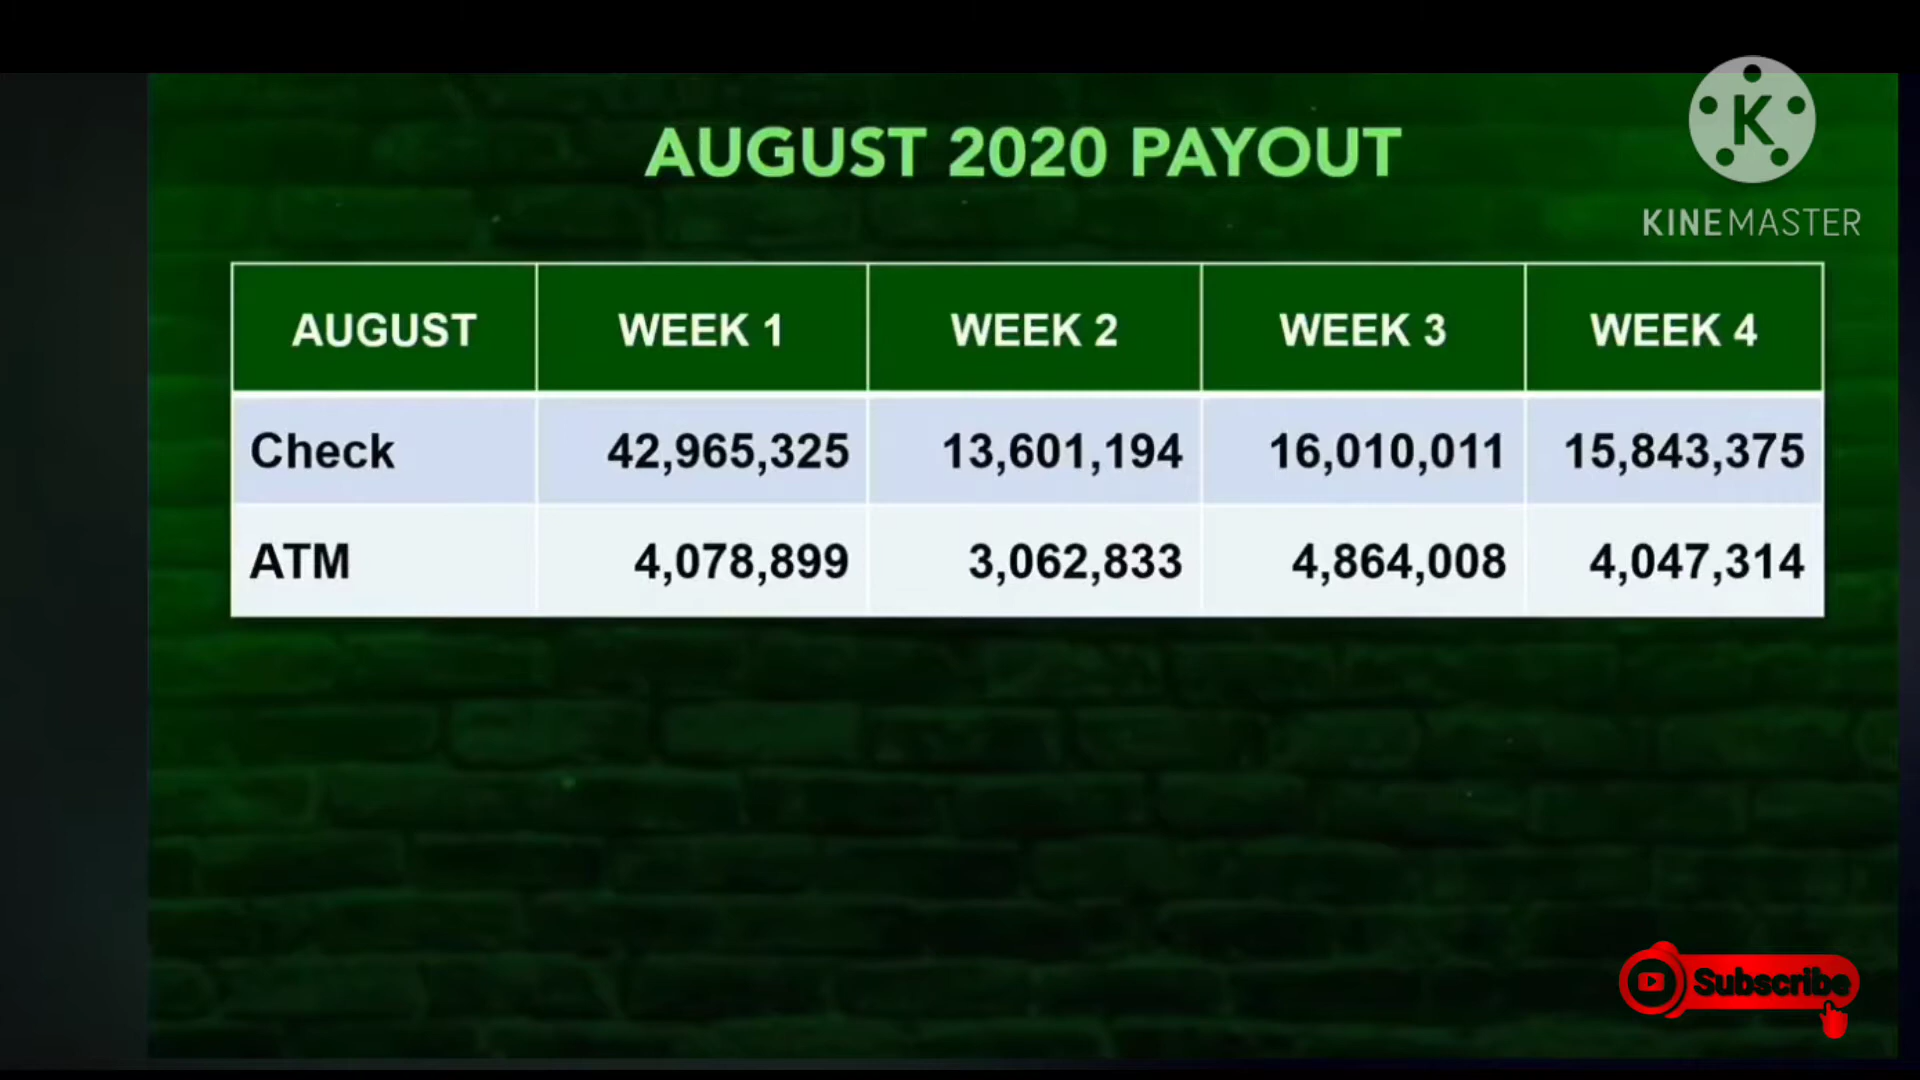 AUGUST 2020 PAYOUT
K
KINEMASTER
AUGUST WEEK 1 WEEK 2 WEEK 3 WEEK 4
Check 42,965,325 13,601,194 16,010,011 15,843,375
ATM 4,078,899 3,062,833 4,864,008 4,047,314
Subscribe